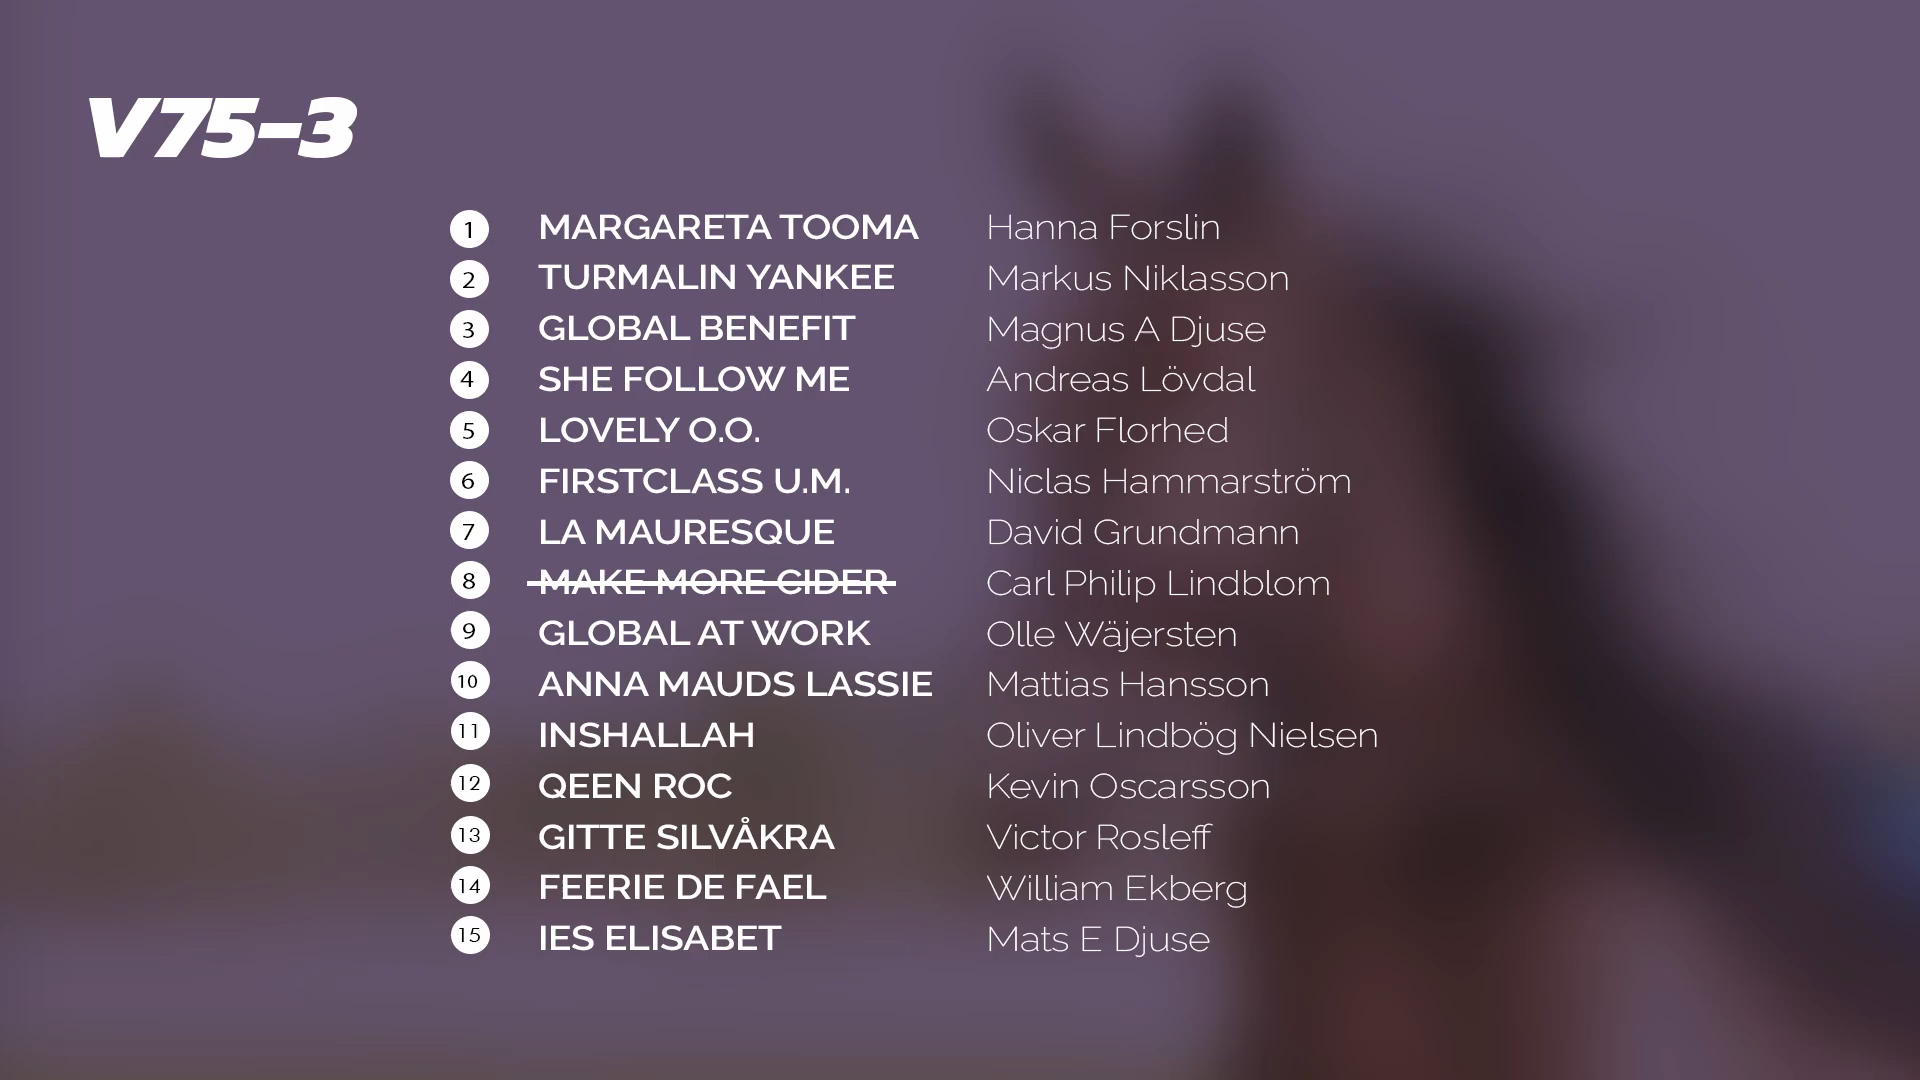 V75-3
1 MARGARETA TOOMA Hanna Forslin
2 TURMALIN YANKEE Markus Niklasson
3 GLOBAL BENEFIT Magnus A Djuse
4 SHE FOLLOW ME Andreas Lövdal
5 LOVELY O.O. Oskar Florhed
6 FIRSTCLASS U.M. Niclas Hammarström
7 LA MAURESQUE David Grundmann
8 MAKE MORE CIDER Carl Philip Lindblom
9 GLOBAL AT WORK Olle Wäjersten
10 ANNA MAUDS LASSIE Mattias Hansson
11 INSHALLAH Oliver Lindbög Nielsen
12 QEEN ROC Kevin Oscarsson
13 GITTE SILVÅKRA Victor Rosleff
14 FEERIE DE FAEL William Ekberg
15 IES ELISABET Mats E Djuse